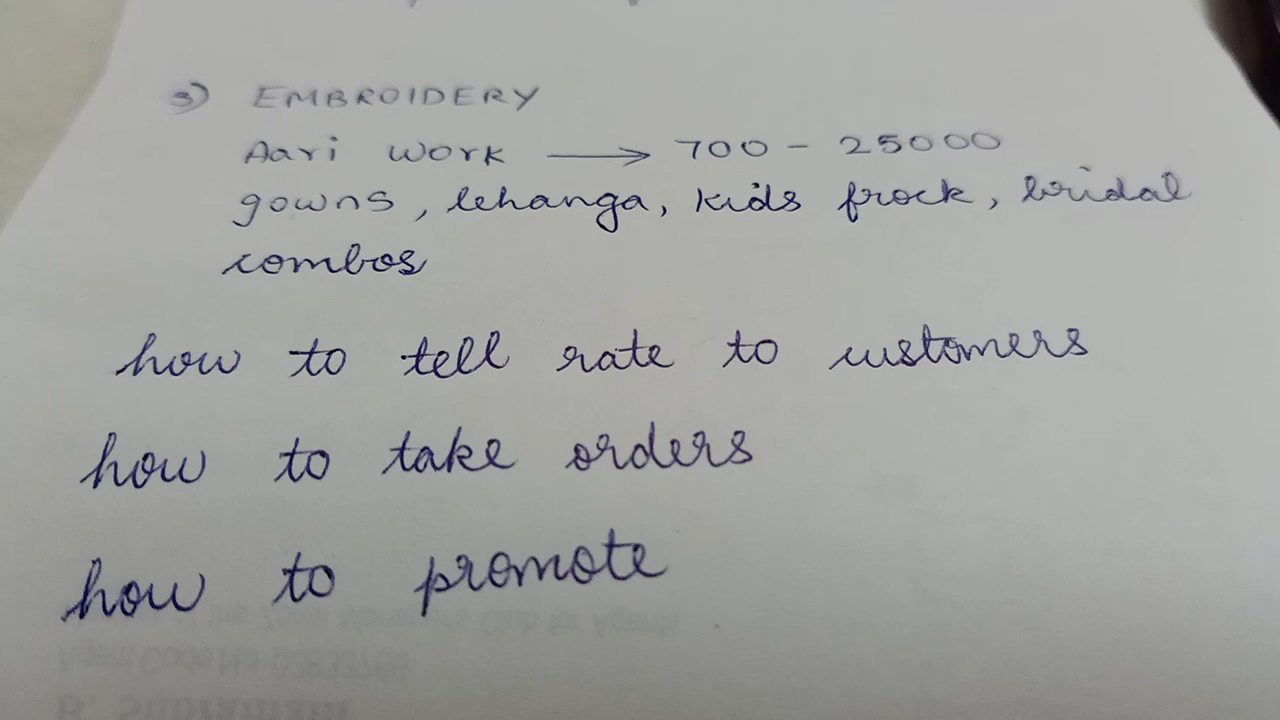 3) EMBROIDERY
Aari work → 700 - 25000
gowns, lehanga, kids frock, bridal
combos
how to tell rate to customers
how to take orders
how to promote